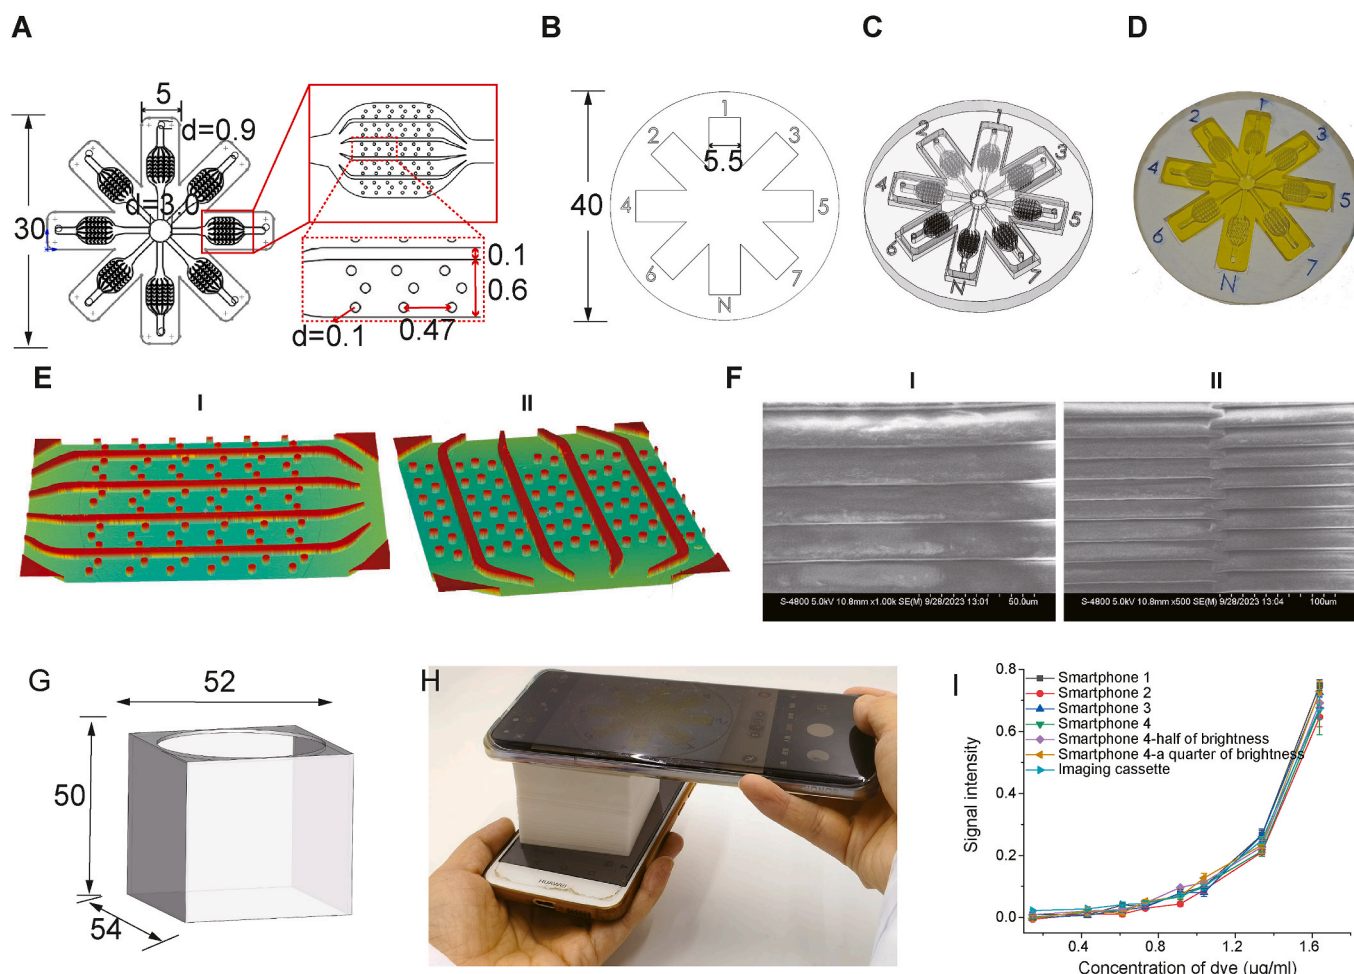 A
B
C
D
5
d=0.9
d=3.0
30
0.1
0.6
d=0.1
0.47
40
1
2
3
5.5
4
5
6
7
N
1
2
3
4
5
6
7
N
1
2
3
4
5
6
7
N
E
I
II
F
I
II
S-4800 5.0kV 10.8mm x1.00k SE(M) 9/28/2023 13:01
50.0um
S-4800 5.0kV 10.8mm x500 SE(M) 9/28/2023 13:04
100um
G
52
50
54
H
HUAWEI
I
Smartphone 1
Smartphone 2
Smartphone 3
Smartphone 4
Smartphone 4-half of brightness
Smartphone 4-a quarter of brightness
Imaging cassette
Signal intensity
0.8
0.6
0.4
0.2
0.0
0.4
0.8
1.2
1.6
Concentration of dye (µg/ml)